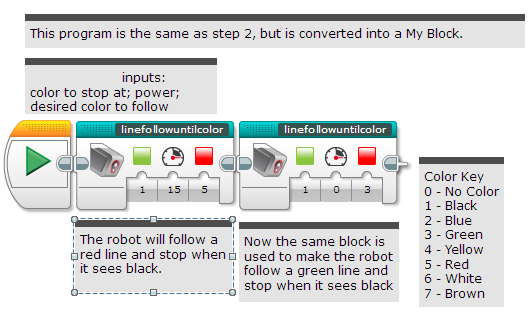 This program is the same as step 2, but is converted into a My Block.
inputs:
color to stop at; power;
desired color to follow
linefollowuntilcolor
1 15 5
linefollowuntilcolor
1 0 3
The robot will follow a
red line and stop when
it sees black.
Now the same block is
used to make the robot
follow a green line and
stop when it sees black
Color Key
0 - No Color
1 - Black
2 - Blue
3 - Green
4 - Yellow
5 - Red
6 - White
7 - Brown